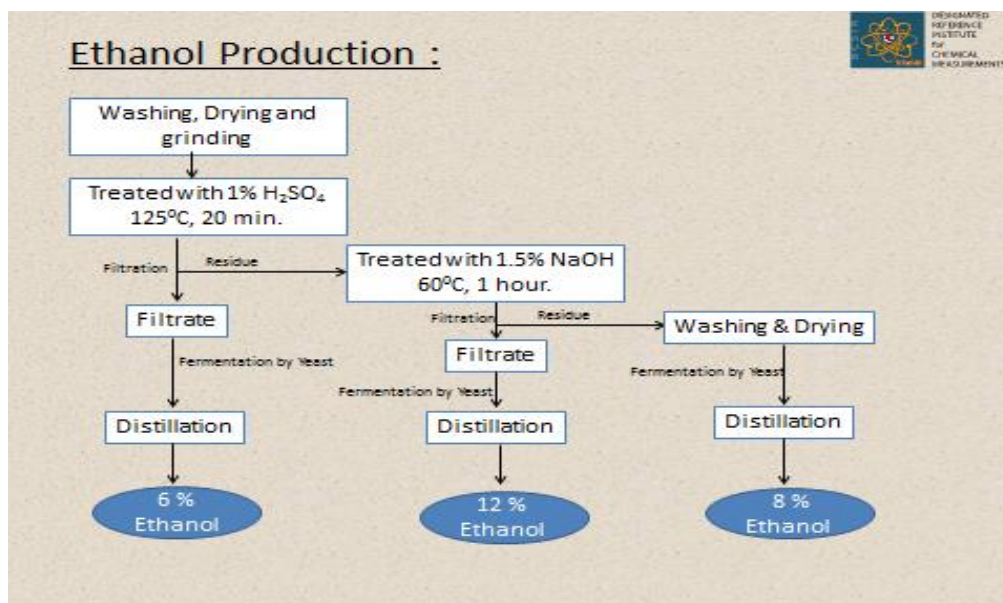 Ethanol Production :
DESIGNATED
REFERENCE
INSTITUTE
for
CHEMICAL
MEASUREMENTS
Washing, Drying and
grinding
Treated with 1% H₂SO₄
125⁰C, 20 min.
Filtration
Residue
Treated with 1.5% NaOH
60⁰C, 1 hour.
Filtrate
Filtration
Residue
Washing & Drying
Filtrate
Fermentation by Yeast
Fermentation by Yeast
Fermentation by Yeast
Distillation
Distillation
Distillation
6 %
Ethanol
12 %
Ethanol
8 %
Ethanol